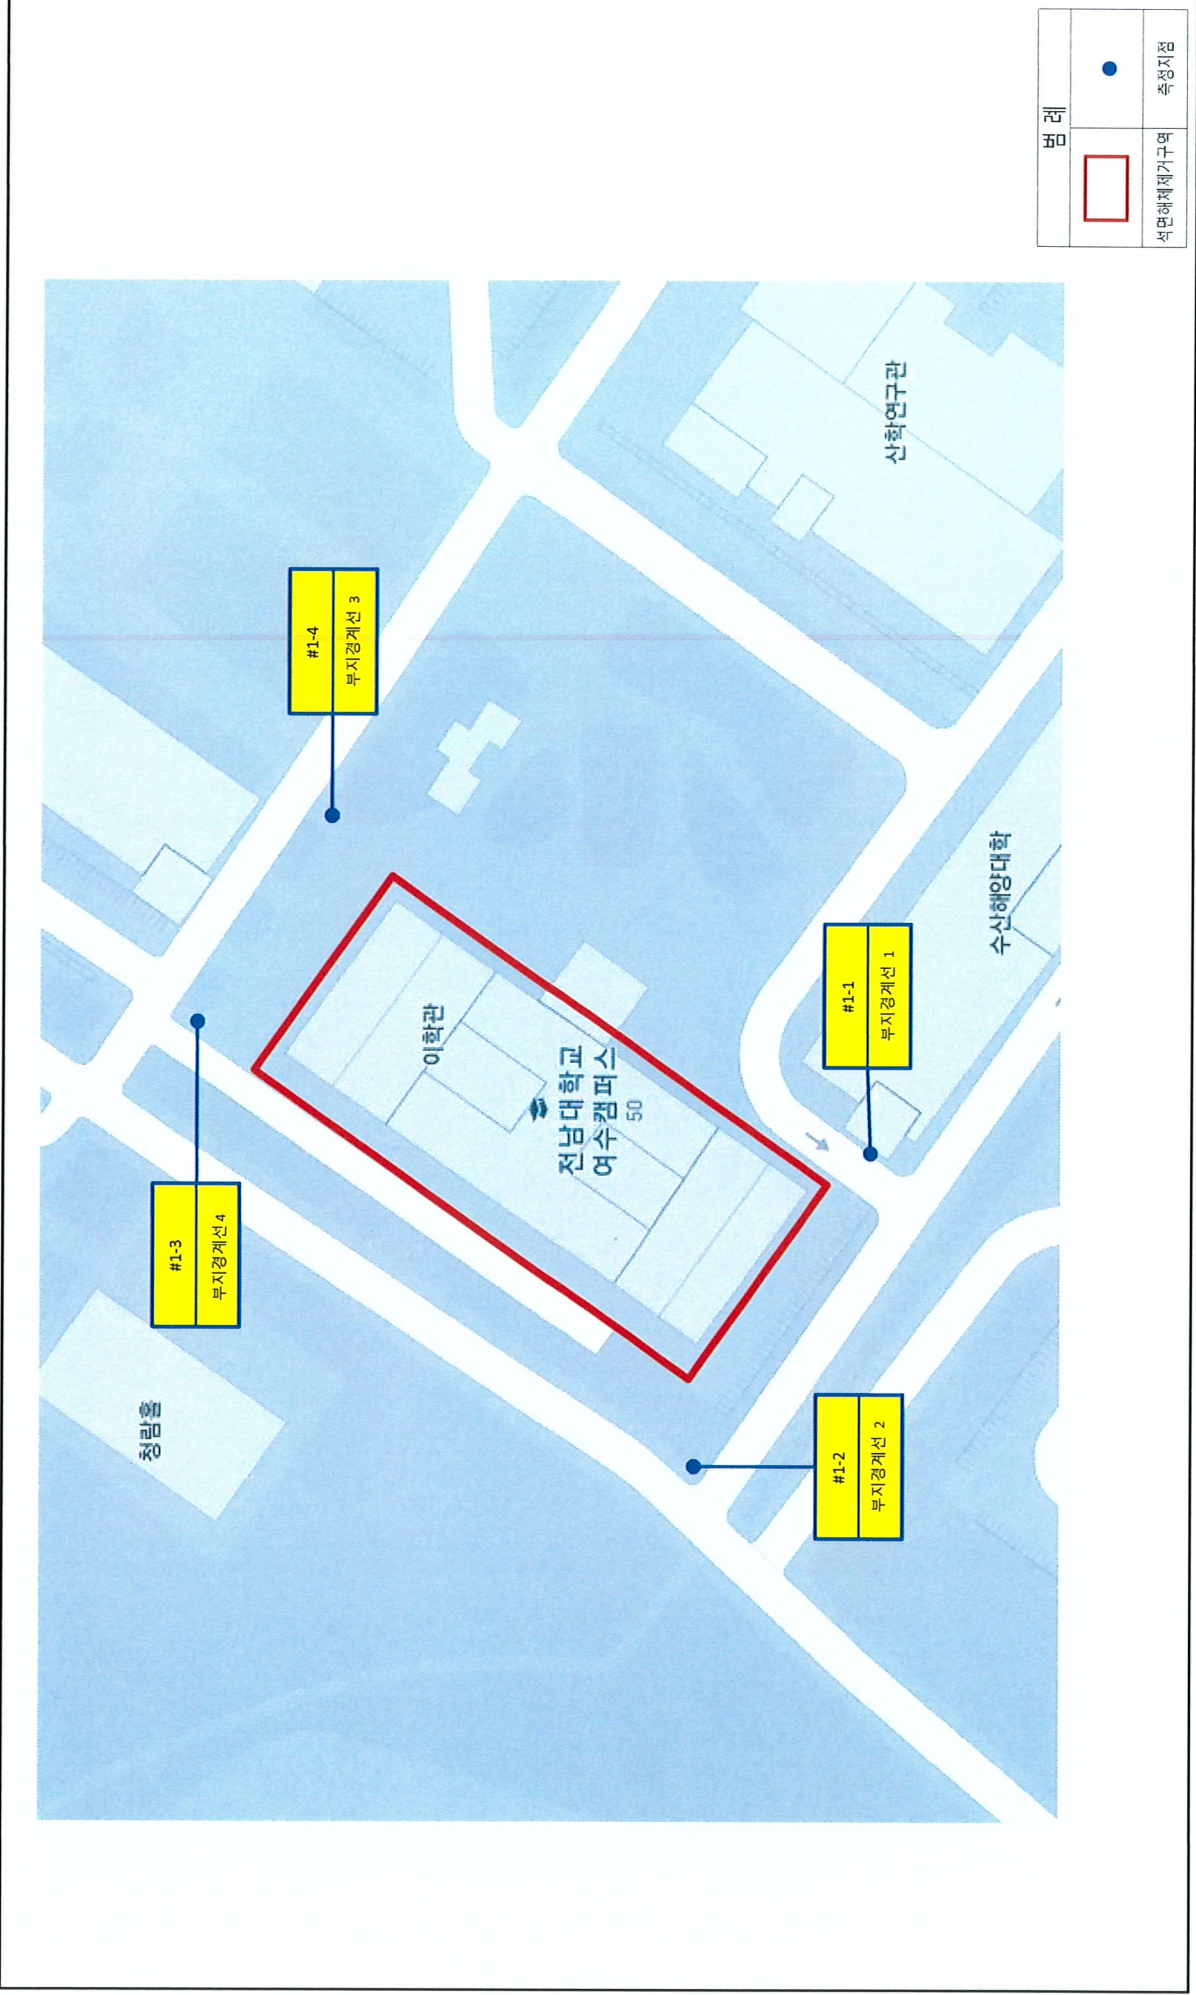 범 례
석면해체제거구역
측정지점
청람홀
#1-3
부지경계선4
#1-4
부지경계선 3
이학관
전남대학교
여수캠퍼스
50
#1-2
부지경계선 2
#1-1
부지경계선 1
산학연구관
수산해양대학